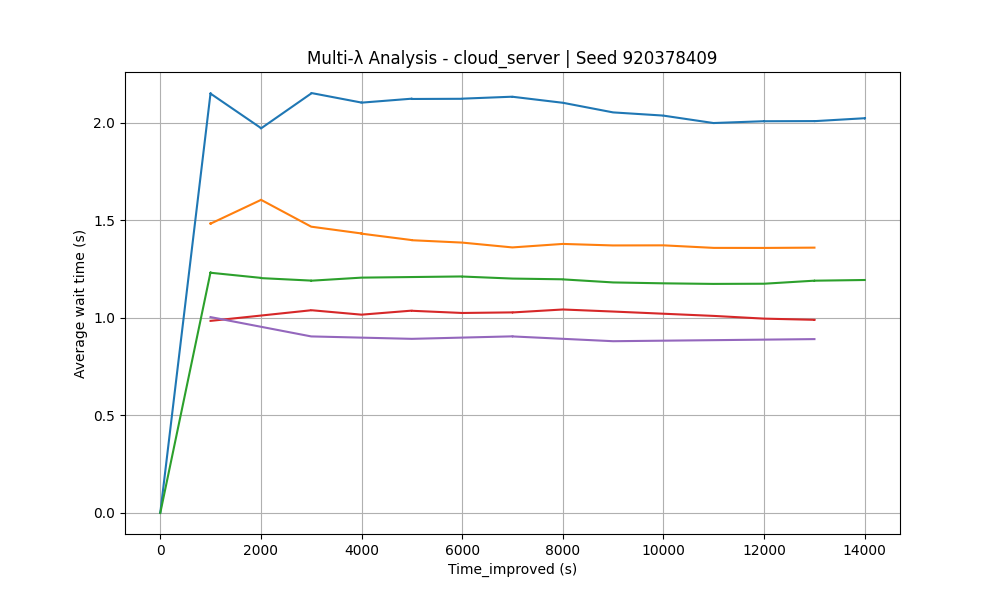 Multi-λ Analysis - cloud_server | Seed 920378409
Average wait time (s)
2.0
1.5
1.0
0.5
0.0
0 2000 4000 6000 8000 10000 12000 14000
Time_improved (s)